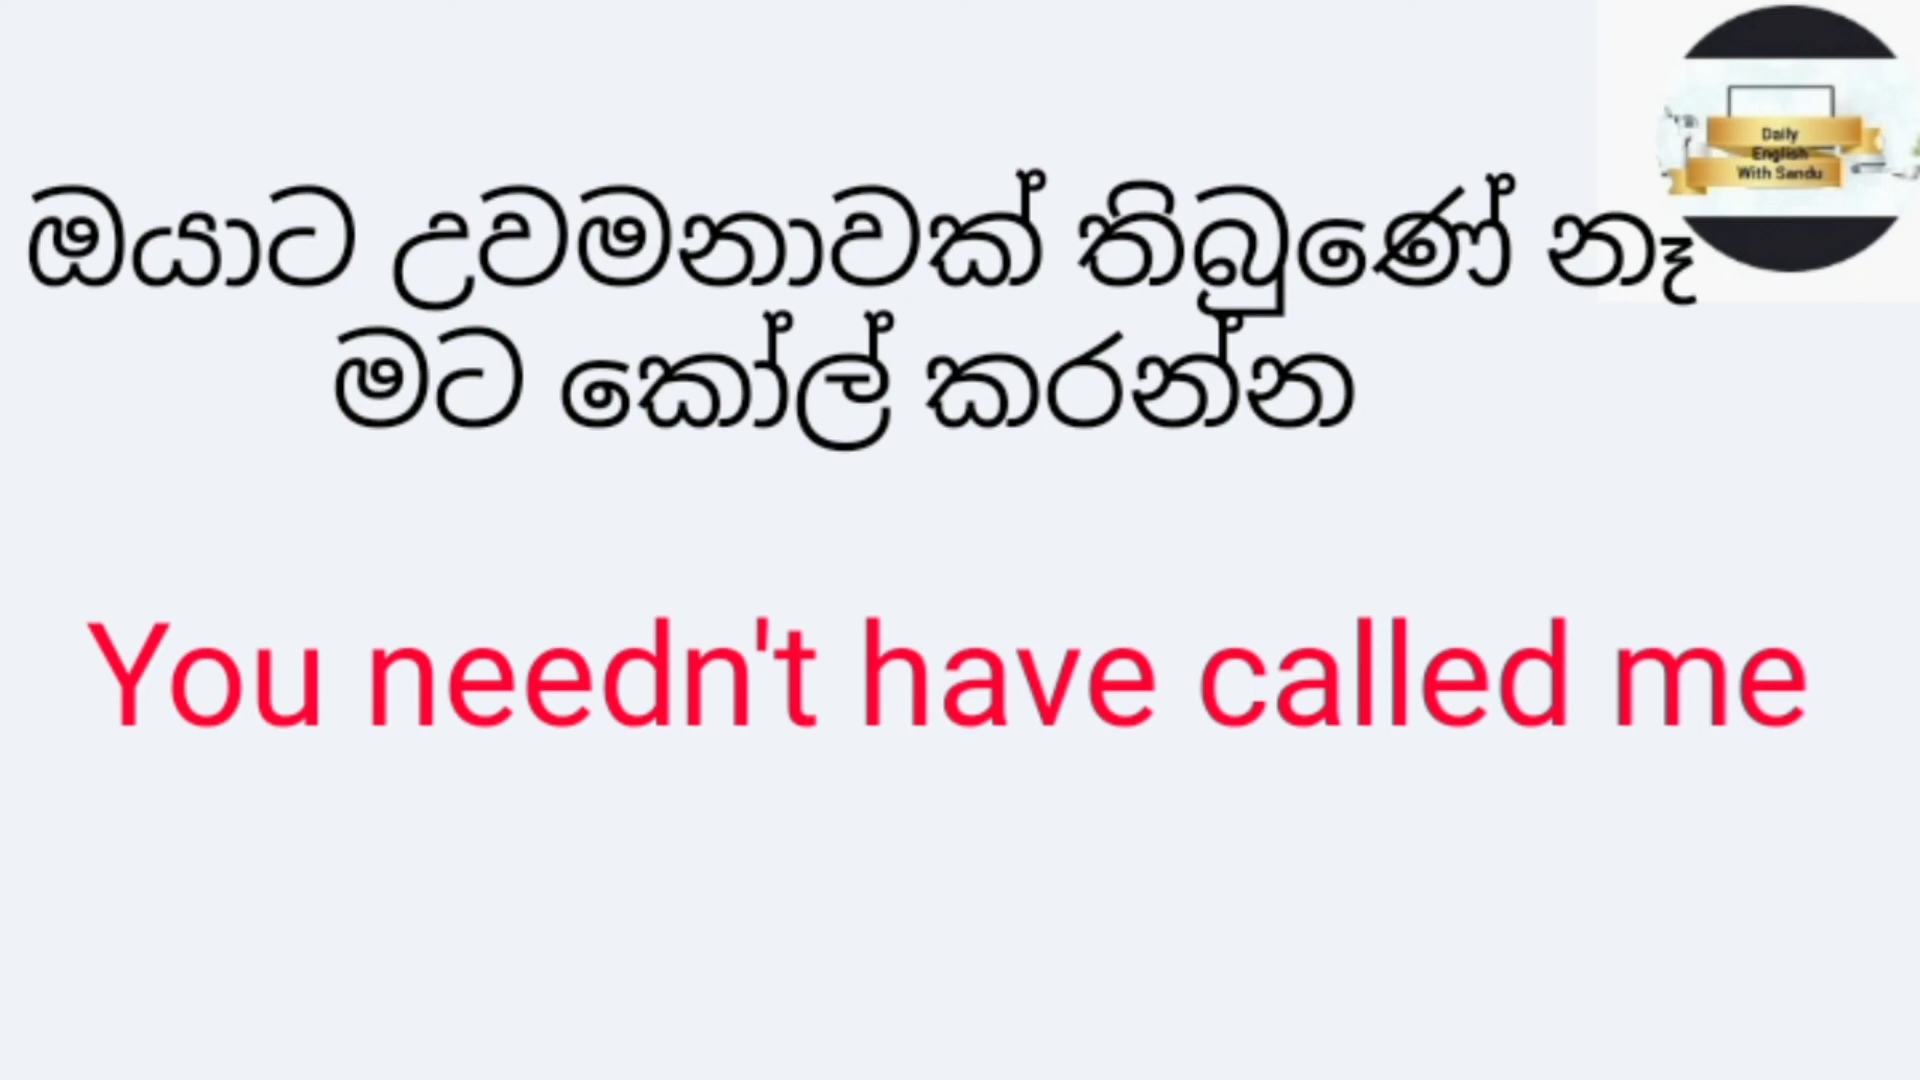 ඔයාට උවමනාවක් තිබුණේ නෑ
මට කෝල් කරන්න
You needn't have called me
Daily
English
With Sandu